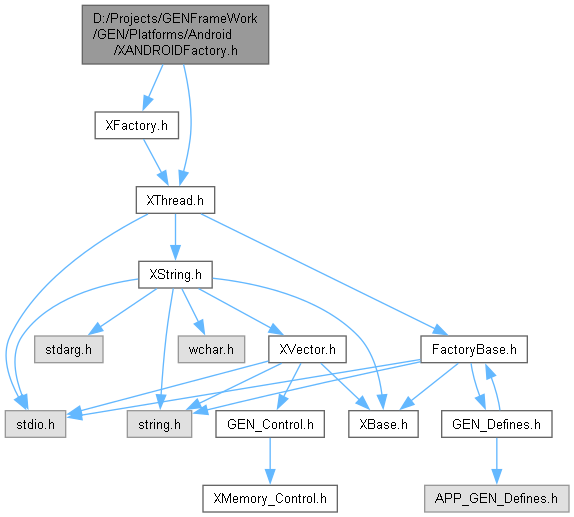 D:/Projects/GENFrameWork
/GEN/Platforms/Android
/XANDROIDFactory.h
XFactory.h
XThread.h
XString.h
stdarg.h
wchar.h
XVector.h
FactoryBase.h
stdio.h
string.h
GEN_Control.h
XBase.h
GEN_Defines.h
XMemory_Control.h
APP_GEN_Defines.h